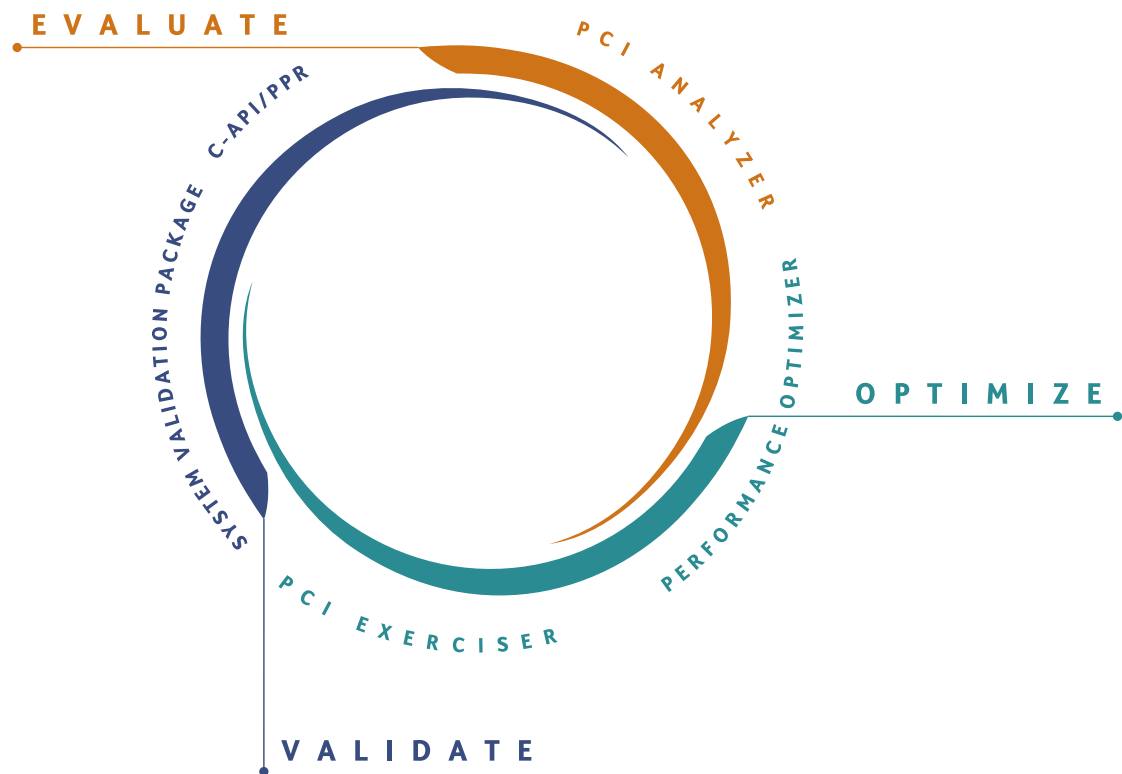 EVALUATE
PCI ANALYZER
C-API/PPR
SYSTEM VALIDATION PACKAGE
PERFORMANCE OPTIMIZER
OPTIMIZE
PCI EXERCISER
VALIDATE